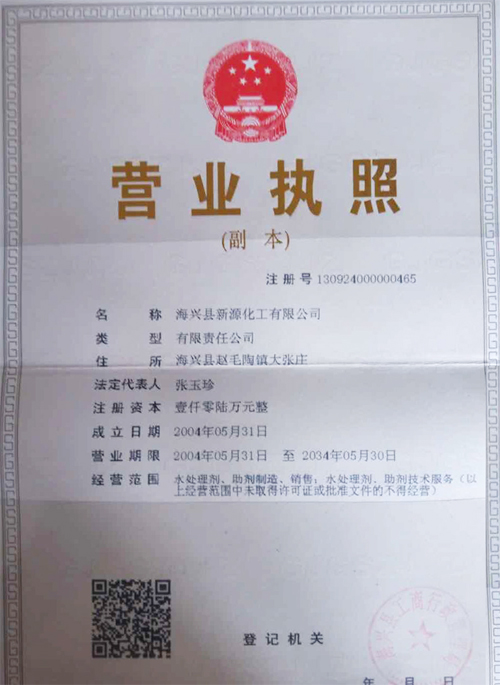 营业执照
(副 本)
注册号 130924000000465
名 称 海兴县新源化工有限公司
类 型 有限责任公司
住 所 海兴县赵毛陶镇大张庄
法定代表人 张玉珍
注册资本 壹仟零陆万元整
成立日期 2004年05月31日
营业期限 2004年05月31日 至 2034年05月30日
经营范围 水处理剂、助剂制造、销售；水处理剂、助剂技术服务（以
上经营范围中未取得许可证或批准文件的不得经营）
海兴县工商行政
登记机关
年 月 日